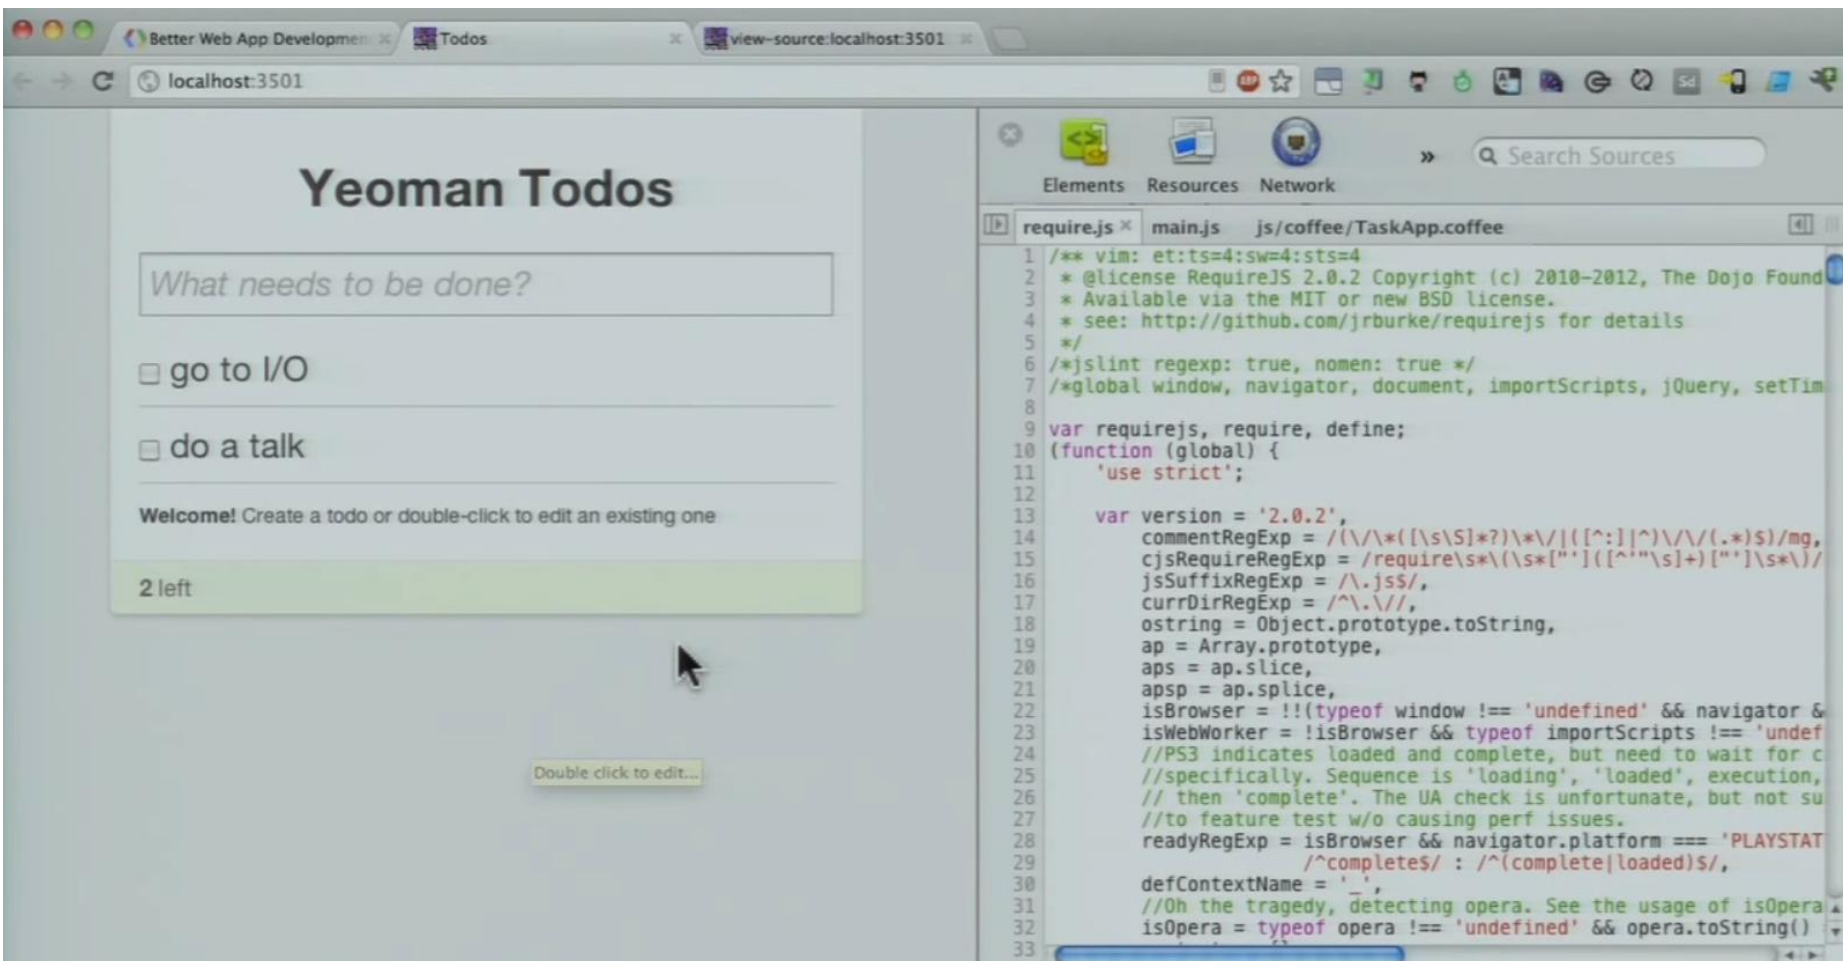 Better Web App Developmen
Todos
view-source:localhost:3501
localhost:3501
ABP
Sd
Yeoman Todos
What needs to be done?
go to I/O
do a talk
Welcome! Create a todo or double-click to edit an existing one
2 left
Double click to edit...
Elements Resources Network
»
Search Sources
require.js × main.js js/coffee/TaskApp.coffee
1 /** vim: et:ts=4:sw=4:sts=4
2 * @license RequireJS 2.0.2 Copyright (c) 2010-2012, The Dojo Found
3 * Available via the MIT or new BSD license.
4 * see: http://github.com/jrburke/requirejs for details
5 */
6 /*jslint regexp: true, nomen: true */
7 /*global window, navigator, document, importScripts, jQuery, setTim
8
9 var requirejs, require, define;
10 (function (global) {
11 'use strict';
12
13 var version = '2.0.2',
14 commentRegExp = /(\/\*([\s\S]*?)\*\/|([^:]|^)\/\/(.*)$)/mg,
15 cjsRequireRegExp = /require\s*\(\s*["']([^'"\s]+)["']\s*\)/
16 jsSuffixRegExp = /\.js$/,
17 currDirRegExp = /^\.\//,
18 ostring = Object.prototype.toString,
19 ap = Array.prototype,
20 aps = ap.slice,
21 apsp = ap.splice,
22 isBrowser = !!(typeof window !== 'undefined' && navigator &
23 isWebWorker = !isBrowser && typeof importScripts !== 'undef
24 //PS3 indicates loaded and complete, but need to wait for c
25 //specifically. Sequence is 'loading', 'loaded', execution,
26 // then 'complete'. The UA check is unfortunate, but not su
27 //to feature test w/o causing perf issues.
28 readyRegExp = isBrowser && navigator.platform === 'PLAYSTAT
29 /^complete$/ : /^(complete|loaded)$/,
30 defContextName = '_',
31 //Oh the tragedy, detecting opera. See the usage of isOpera
32 isOpera = typeof opera !== 'undefined' && opera.toString()
33